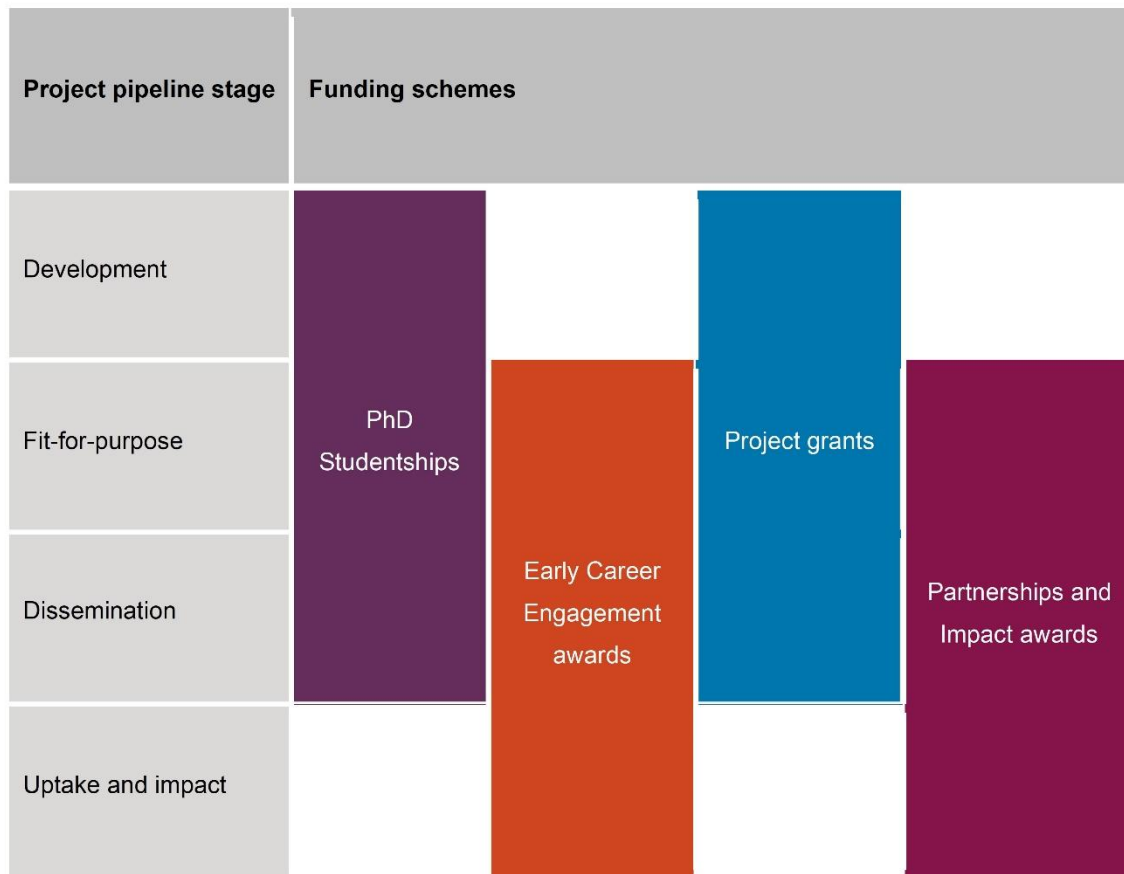 Project pipeline stage
Funding schemes
Development
Fit-for-purpose
Dissemination
Uptake and impact
PhD
Studentships
Early Career
Engagement
awards
Project grants
Partnerships and
Impact awards